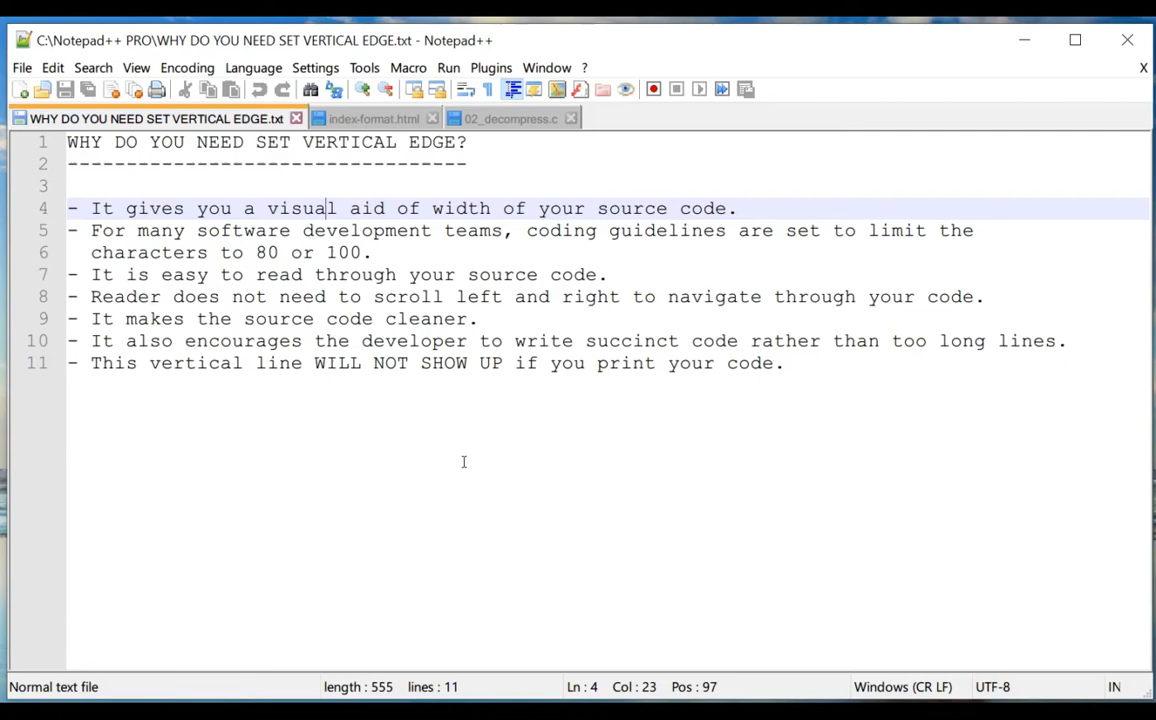 C:\Notepad++ PRO\WHY DO YOU NEED SET VERTICAL EDGE.txt - Notepad++
File Edit Search View Encoding Language Settings Tools Macro Run Plugins Window ? X
WHY DO YOU NEED SET VERTICAL EDGE.txt index-format.html 02_decompress.c
1 WHY DO YOU NEED SET VERTICAL EDGE?
2 ----------------------------------
3
4 - It gives you a visual aid of width of your source code.
5 - For many software development teams, coding guidelines are set to limit the
6 characters to 80 or 100.
7 - It is easy to read through your source code.
8 - Reader does not need to scroll left and right to navigate through your code.
9 - It makes the source code cleaner.
10 - It also encourages the developer to write succinct code rather than too long lines.
11 - This vertical line WILL NOT SHOW UP if you print your code.
Normal text file length : 555 lines : 11 Ln : 4 Col : 23 Pos : 97 Windows (CR LF) UTF-8 IN